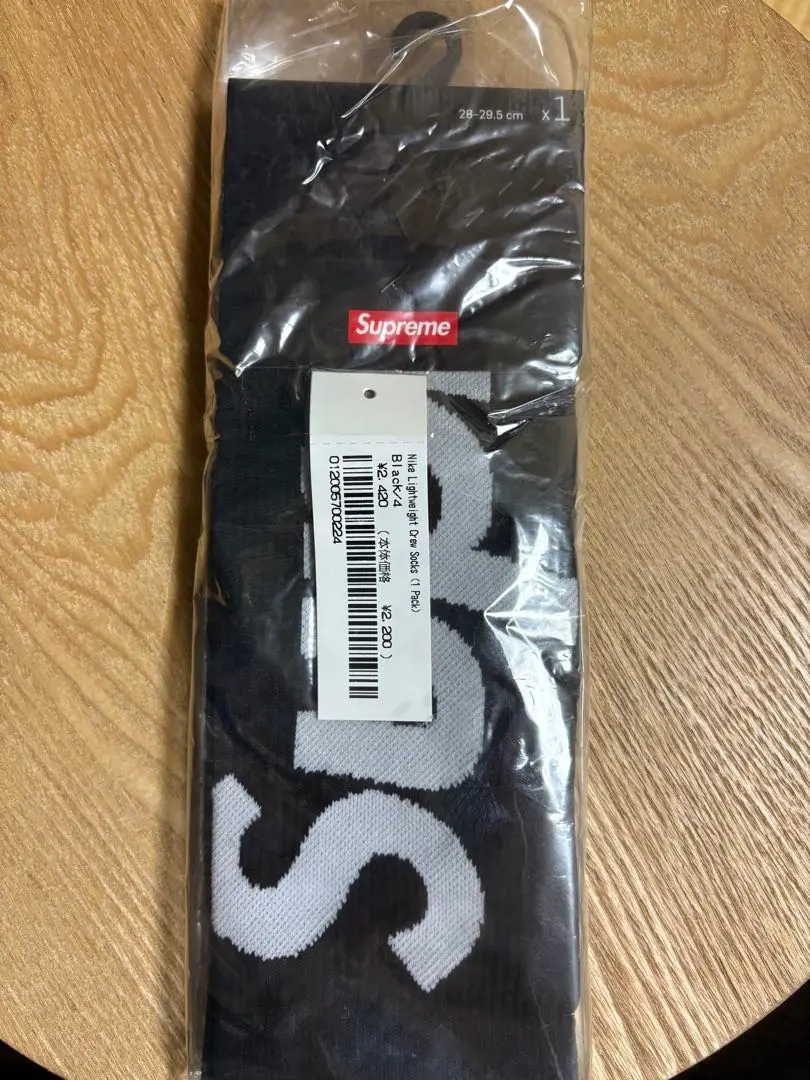 28-29.5 cm x1
Supreme
Nike Lightweight Crew Socks (1 Pack)
Black/4
¥2,420 (本体価格 ¥2,200)
012005700224